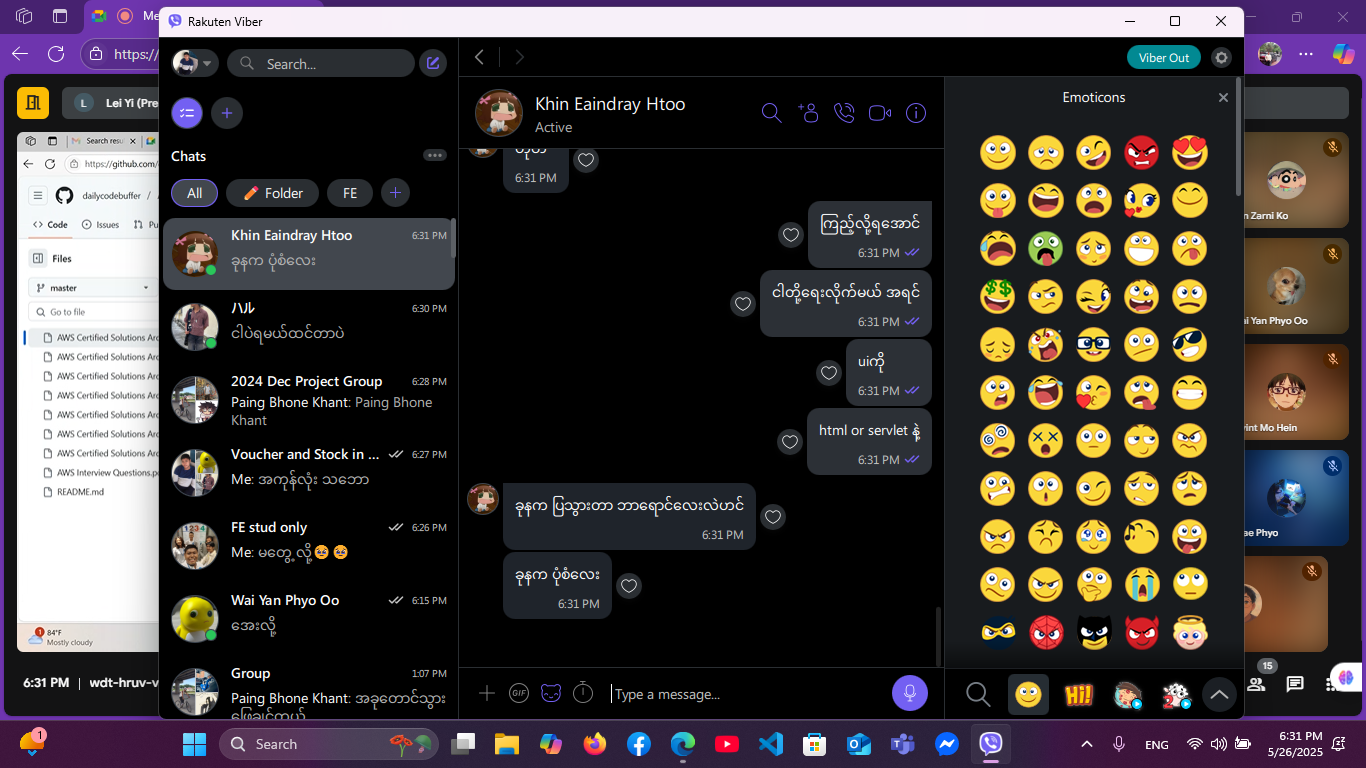 Me
Rakuten Viber
https://
Search...
Viber Out
L
Lei Yi (Pre
Khin Eaindray Htoo
Active
Emoticons
Search resu
https://github.com/
dailycodebuffer /
Code
Issues
Pu
Files
master
Go to file
AWS Certified Solutions Arc
AWS Certified Solutions Arc
AWS Certified Solutions Arc
AWS Certified Solutions Arc
AWS Certified Solutions Arc
AWS Certified Solutions Arc
AWS Certified Solutions Arc
AWS Interview Questions.p
README.md
84°F
Mostly cloudy
6:31 PM | wdt-hruv-v
Chats
All
Folder
FE
Khin Eaindray Htoo 6:31 PM
ခုနက ပုံစံလေး
ハル 6:30 PM
ငါပဲရမယ်ထင်တာပဲ
2024 Dec Project Group 6:28 PM
Paing Bhone Khant: Paing Bhone
Khant
Voucher and Stock in ... 6:27 PM
Me: အကုန်လုံး သဘော
FE stud only 6:26 PM
Me: မတွေ့လို့🥺🥺
Wai Yan Phyo Oo 6:15 PM
အေးလို့
Group 1:07 PM
Paing Bhone Khant: အခုတောင်သွား
6:31 PM
ကြည့်လို့ရအောင်
6:31 PM
ငါတို့ရေးလိုက်မယ် အရင်
6:31 PM
uiကို
6:31 PM
html or servlet နဲ့
6:31 PM
ခုနက ပြသွားတာ ဘာရောင်လေးလဲဟင်
6:31 PM
ခုနက ပုံစံလေး
6:31 PM
GIF
Type a message...
Hi!
n Zarni Ko
ai Yan Phyo Oo
yint Mo Hein
ae Phyo
15
1
Search
ENG
6:31 PM
5/26/2025